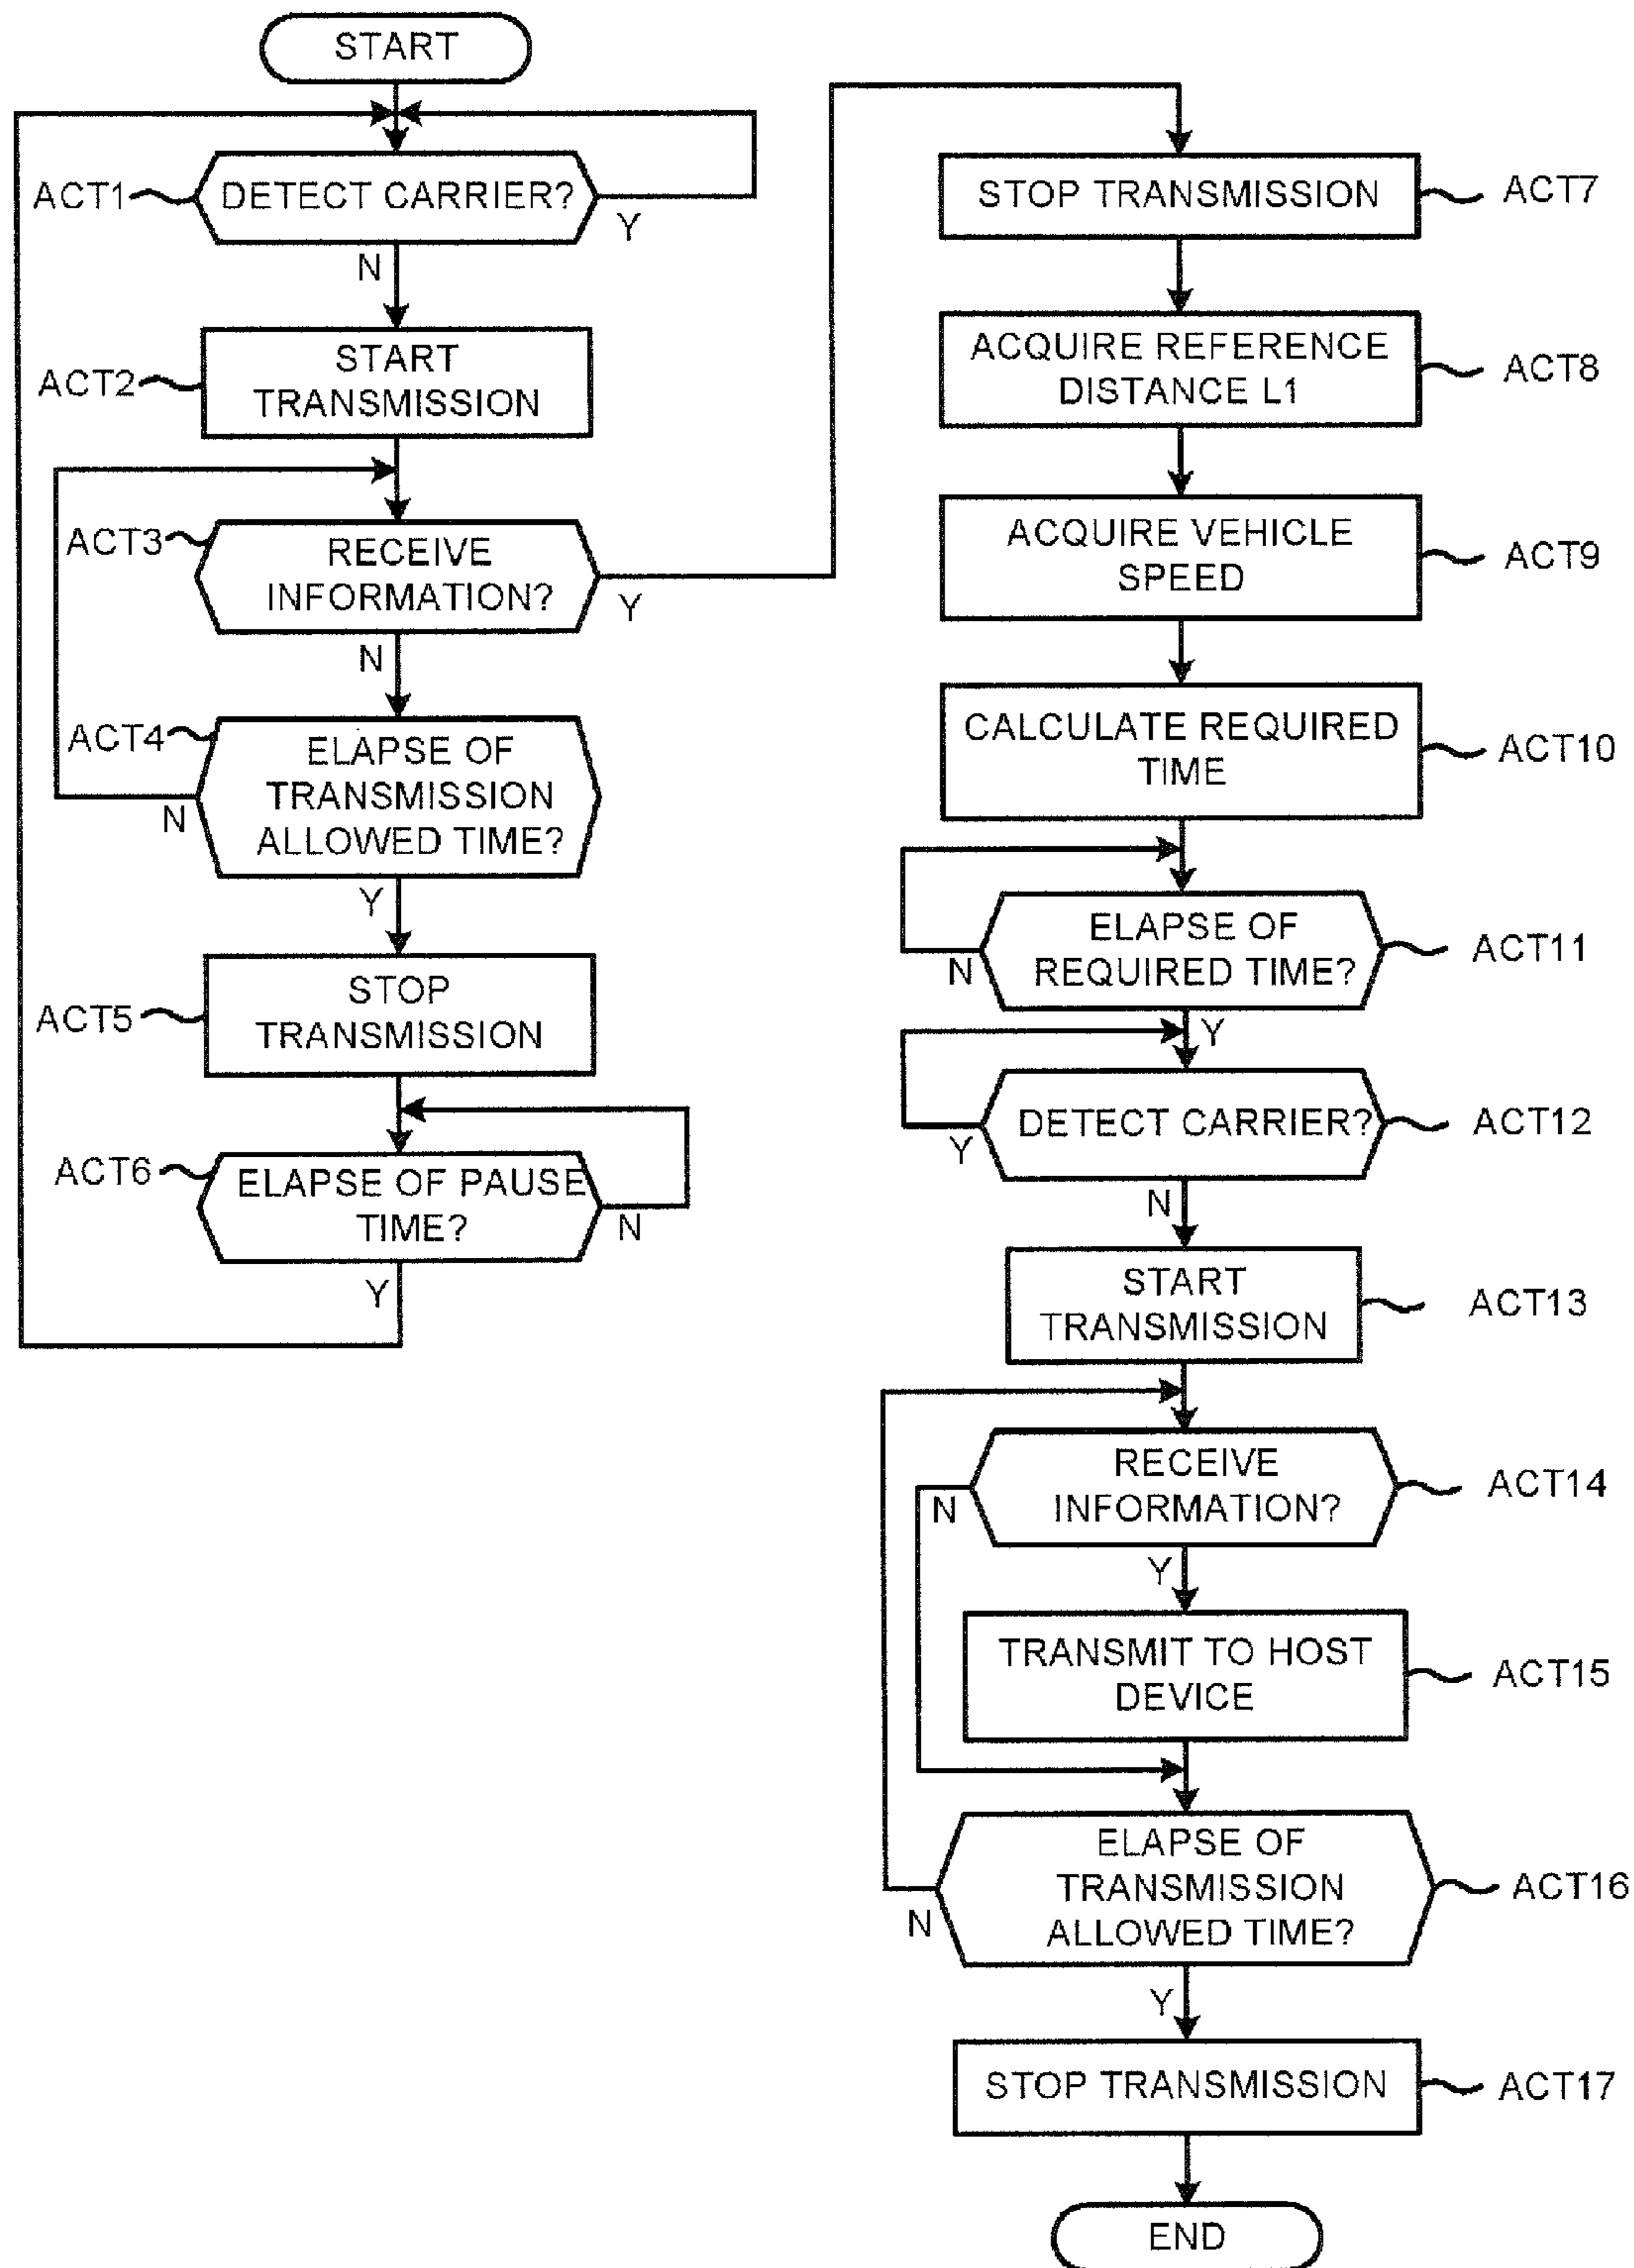 START
ACT1
DETECT CARRIER?
Y
N
ACT2
START
TRANSMISSION
ACT3
RECEIVE
INFORMATION?
Y
N
ACT4
ELAPSE OF
TRANSMISSION
ALLOWED TIME?
N
Y
ACT5
STOP
TRANSMISSION
ACT6
ELAPSE OF PAUSE
TIME?
N
Y
STOP TRANSMISSION
ACT7
ACQUIRE REFERENCE
DISTANCE L1
ACT8
ACQUIRE VEHICLE
SPEED
ACT9
CALCULATE REQUIRED
TIME
ACT10
ELAPSE OF
REQUIRED TIME?
ACT11
N
Y
DETECT CARRIER?
ACT12
Y
N
START
TRANSMISSION
ACT13
RECEIVE
INFORMATION?
ACT14
N
Y
TRANSMIT TO HOST
DEVICE
ACT15
ELAPSE OF
TRANSMISSION
ALLOWED TIME?
ACT16
N
Y
STOP TRANSMISSION
ACT17
END